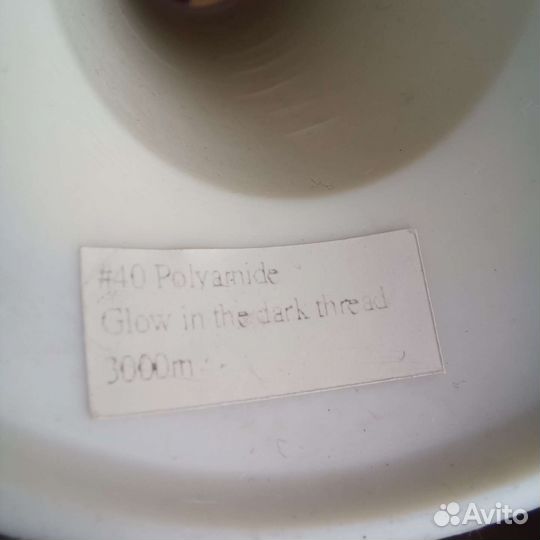 #40 Polyamide
Glow in the dark thread
3000m
Avito